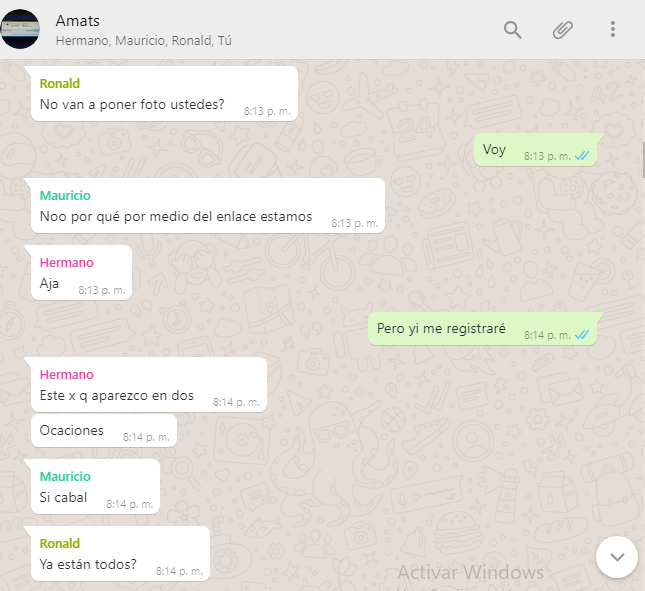 Amats
Hermano, Mauricio, Ronald, Tú
Ronald
No van a poner foto ustedes?
8:13 p. m.
Voy
8:13 p. m.
Mauricio
Noo por qué por medio del enlace estamos
8:13 p. m.
Hermano
Aja
8:13 p. m.
Pero yi me registraré
8:14 p. m.
Hermano
Este x q aparezco en dos
8:14 p. m.
Ocaciones
8:14 p. m.
Mauricio
Si cabal
8:14 p. m.
Ronald
Ya están todos?
8:14 p. m.
Activar Windows